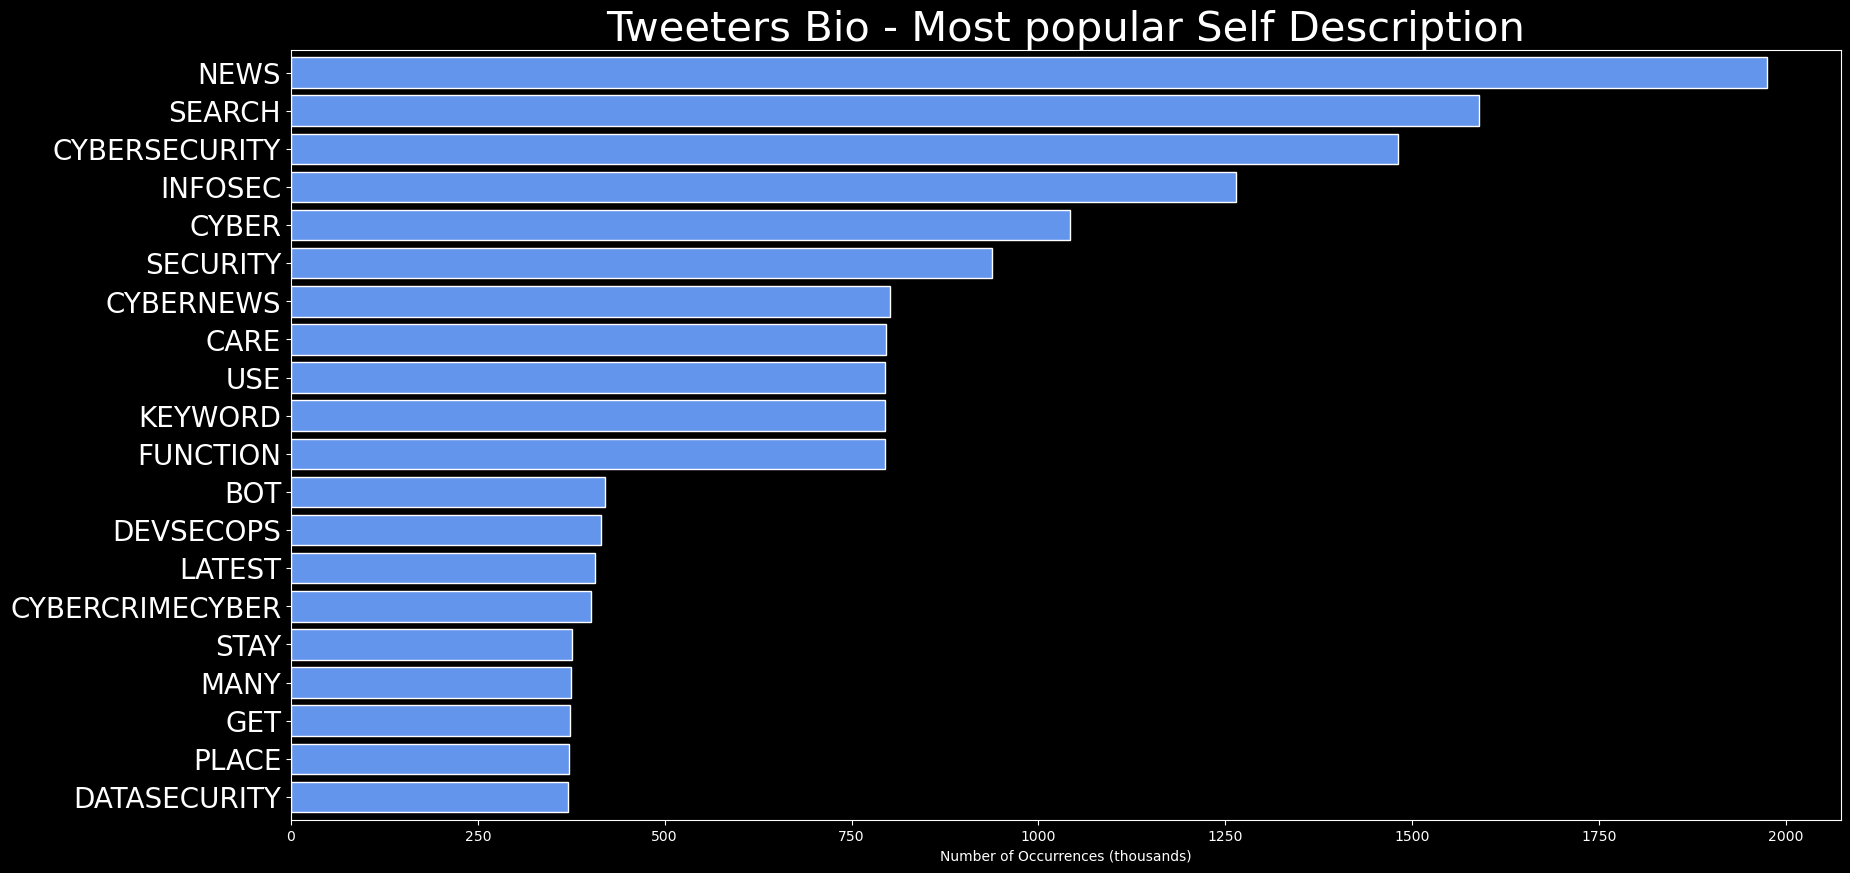 Tweeters Bio - Most popular Self Description
NEWS
SEARCH
CYBERSECURITY
INFOSEC
CYBER
SECURITY
CYBERNEWS
CARE
USE
KEYWORD
FUNCTION
BOT
DEVSECOPS
LATEST
CYBERCRIMECYBER
STAY
MANY
GET
PLACE
DATASECURITY
0 250 500 750 1000 1250 1500 1750 2000
Number of Occurrences (thousands)